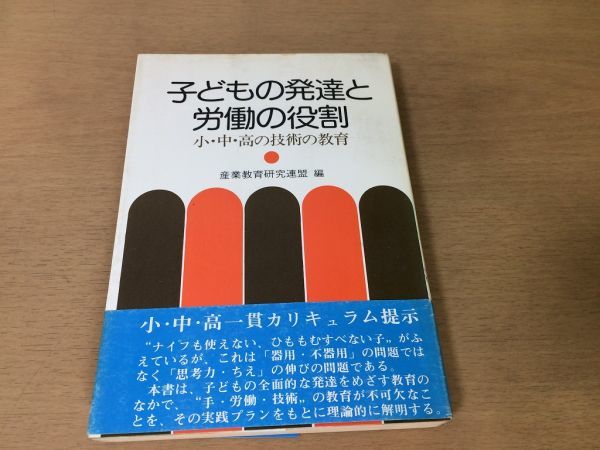 子どもの発達と
労働の役割
小・中・高の技術の教育
産業教育研究連盟 編
小・中・高一貫カリキュラム提示
“ナイフも使えない、ひももむすべない子〟がふ
えているが、これは「器用・不器用」の問題では
なく「思考力・ちえ」の伸びの問題である。
本書は、子どもの全面的な発達をめざす教育の
なかで、“手・労働・技術〟の教育が不可欠なこ
とを、その実践プランをもとに理論的に解明する。